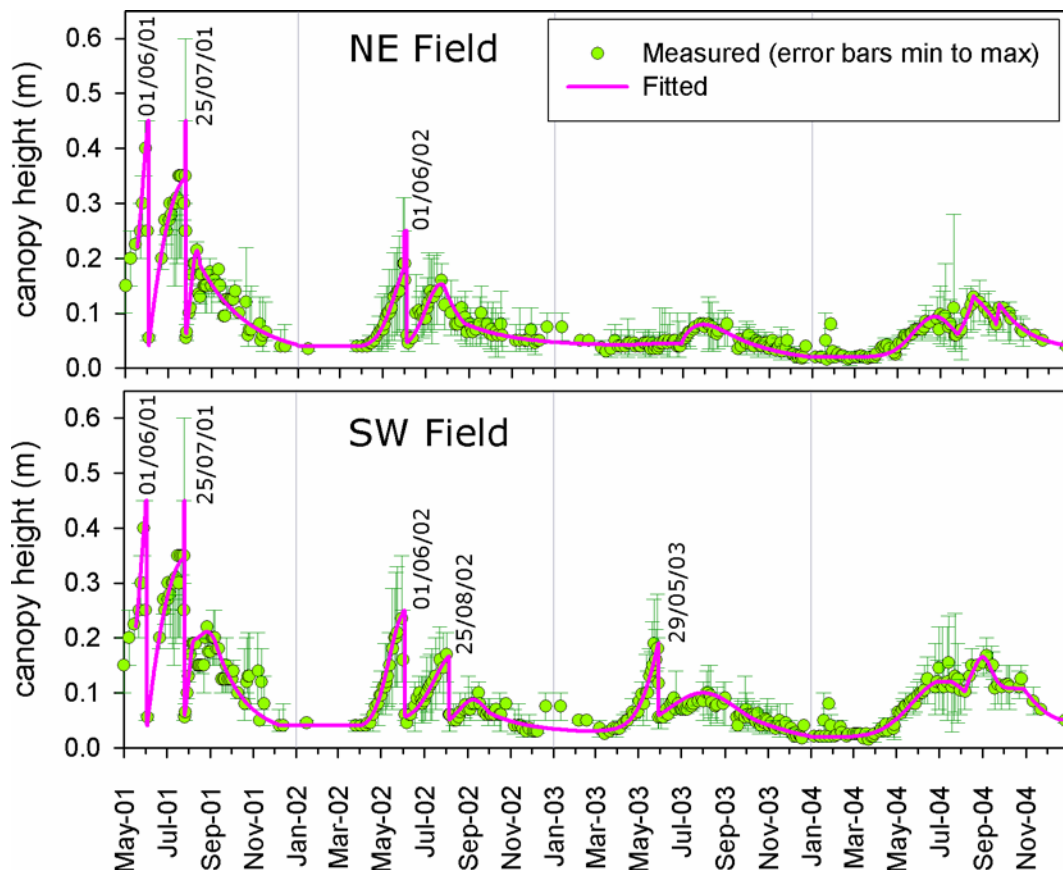 NE Field
Measured (error bars min to max)
Fitted
canopy height (m)
0.6
0.5
0.4
0.3
0.2
0.1
0.0
01/06/01
25/07/01
01/06/02
SW Field
canopy height (m)
0.6
0.5
0.4
0.3
0.2
0.1
0.0
01/06/01
25/07/01
01/06/02
25/08/02
29/05/03
May-01
Jul-01
Sep-01
Nov-01
Jan-02
Mar-02
May-02
Jul-02
Sep-02
Nov-02
Jan-03
Mar-03
May-03
Jul-03
Sep-03
Nov-03
Jan-04
Mar-04
May-04
Jul-04
Sep-04
Nov-04